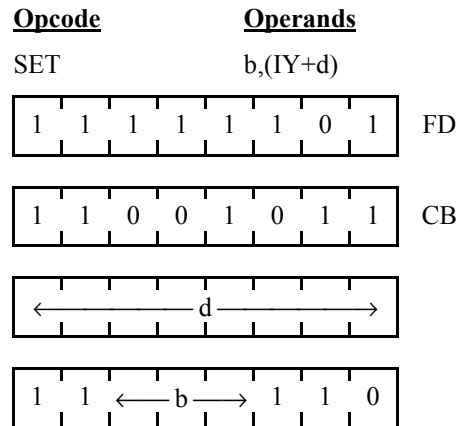 Opcode Operands
SET b,(IY+d)
1 1 1 1 1 1 0 1 FD
1 1 0 0 1 0 1 1 CB
d
1 1 b 1 1 0